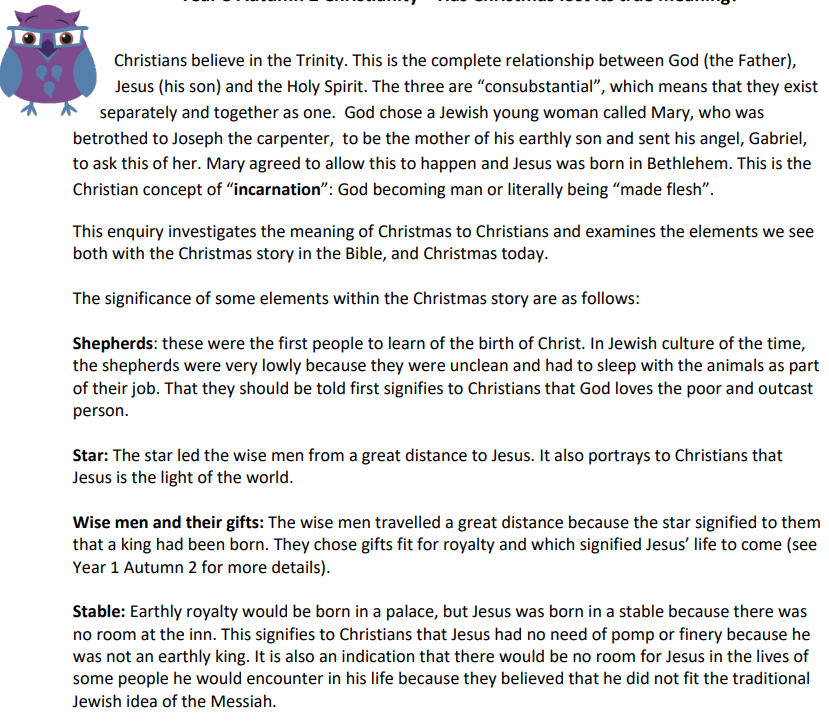 Christians believe in the Trinity. This is the complete relationship between God (the Father),
Jesus (his son) and the Holy Spirit. The three are “consubstantial”, which means that they exist
separately and together as one. God chose a Jewish young woman called Mary, who was
betrothed to Joseph the carpenter, to be the mother of his earthly son and sent his angel, Gabriel,
to ask this of her. Mary agreed to allow this to happen and Jesus was born in Bethlehem. This is the
Christian concept of “incarnation”: God becoming man or literally being “made flesh”.
This enquiry investigates the meaning of Christmas to Christians and examines the elements we see
both with the Christmas story in the Bible, and Christmas today.
The significance of some elements within the Christmas story are as follows:
Shepherds: these were the first people to learn of the birth of Christ. In Jewish culture of the time,
the shepherds were very lowly because they were unclean and had to sleep with the animals as part
of their job. That they should be told first signifies to Christians that God loves the poor and outcast
person.
Star: The star led the wise men from a great distance to Jesus. It also portrays to Christians that
Jesus is the light of the world.
Wise men and their gifts: The wise men travelled a great distance because the star signified to them
that a king had been born. They chose gifts fit for royalty and which signified Jesus’ life to come (see
Year 1 Autumn 2 for more details).
Stable: Earthly royalty would be born in a palace, but Jesus was born in a stable because there was
no room at the inn. This signifies to Christians that Jesus had no need of pomp or finery because he
was not an earthly king. It is also an indication that there would be no room for Jesus in the lives of
some people he would encounter in his life because they believed that he did not fit the traditional
Jewish idea of the Messiah.